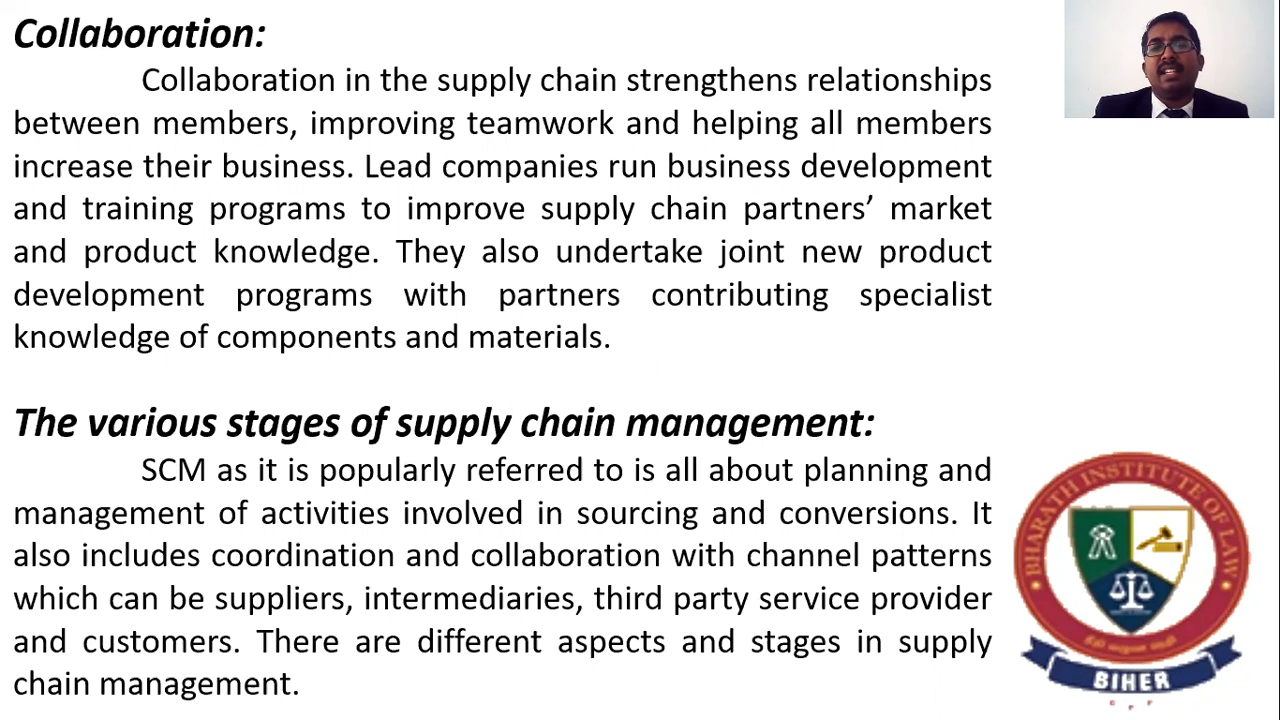 Collaboration:
Collaboration in the supply chain strengthens relationships
between members, improving teamwork and helping all members
increase their business. Lead companies run business development
and training programs to improve supply chain partners’ market
and product knowledge. They also undertake joint new product
development programs with partners contributing specialist
knowledge of components and materials.
The various stages of supply chain management:
SCM as it is popularly referred to is all about planning and
management of activities involved in sourcing and conversions. It
also includes coordination and collaboration with channel patterns
which can be suppliers, intermediaries, third party service provider
and customers. There are different aspects and stages in supply
chain management.
BHARATH INSTITUTE OF LAW
BIHER